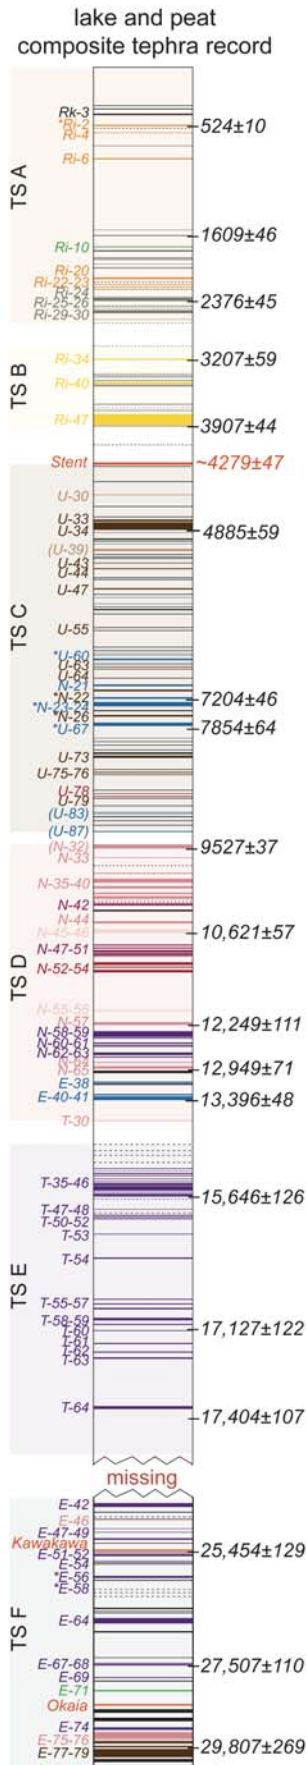 lake and peat
composite tephra record
TS A
Rk-3
*Ri-2
524±10
Ri-4
Ri-6
1609±46
Ri-10
Ri-20
Ri-22-23
Ri-24
2376±45
Ri-25-26
Ri-29-30
TS B
Ri-34
3207±59
Ri-40
Ri-47
3907±44
Stent
~4279±47
TS C
U-30
U-33
U-34
4885±59
(U-39)
U-43
U-44
U-47
U-55
*U-60
U-63
U-64
N-21
*N-22
7204±46
*N-23-24
*N-26
*U-67
7854±64
U-73
U-75-76
U-78
U-79
(U-83)
(U-87)
TS D
(N-32)
9527±37
N-33
N-35-40
N-42
N-44
N-45-46
10,621±57
N-47-51
N-52-54
N-55-56
N-57
12,249±111
N-58-59
N-60-61
N-62-63
N-65
12,949±71
E-38
E-40-41
13,396±48
T-30
TS E
T-35-46
15,646±126
T-47-48
T-50-52
T-53
T-54
T-55-57
T-58-59
T-60
17,127±122
T-61
T-62
T-63
T-64
17,404±107
missing
TS F
E-42
E-46
E-47-49
Kawakawa
25,454±129
E-51-52
E-54
*E-56
*E-58
E-64
E-67-68
27,507±110
E-69
E-71
Okaia
E-74
E-75-76
29,807±269
E-77-79